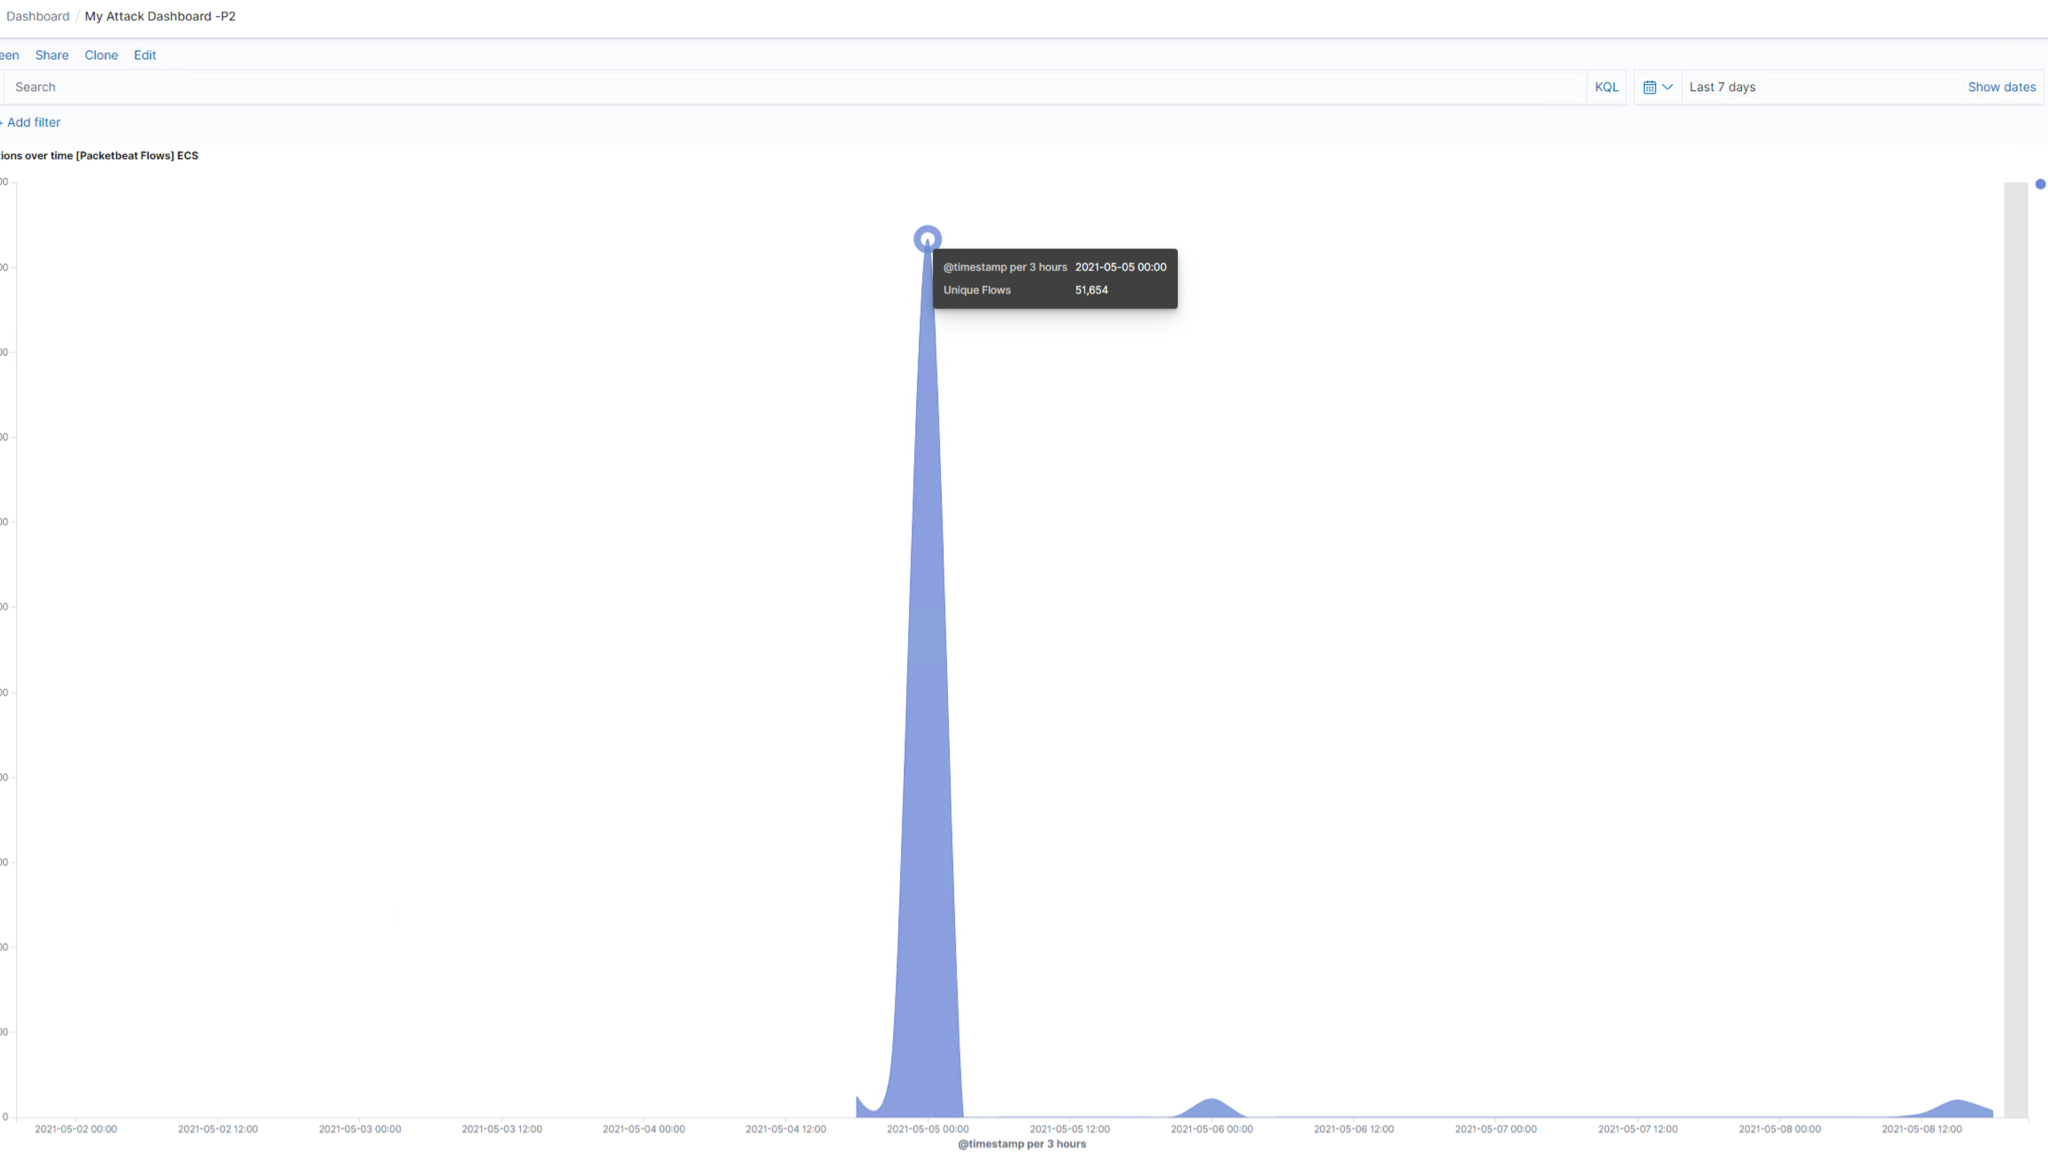 Dashboard / My Attack Dashboard -P2
Share Clone Edit
Search KQL Last 7 days Show dates
Add filter
over time [Packetbeat Flows] ECS
@timestamp per 3 hours 2021-05-05 00:00
Unique Flows 51,654
0
2021-05-02 00:00 2021-05-02 12:00 2021-05-03 00:00 2021-05-03 12:00 2021-05-04 00:00 2021-05-04 12:00 2021-05-05 00:00 2021-05-05 12:00 2021-05-06 00:00 2021-05-06 12:00 2021-05-07 00:00 2021-05-07 12:00 2021-05-08 00:00 2021-05-08 12:00
@timestamp per 3 hours